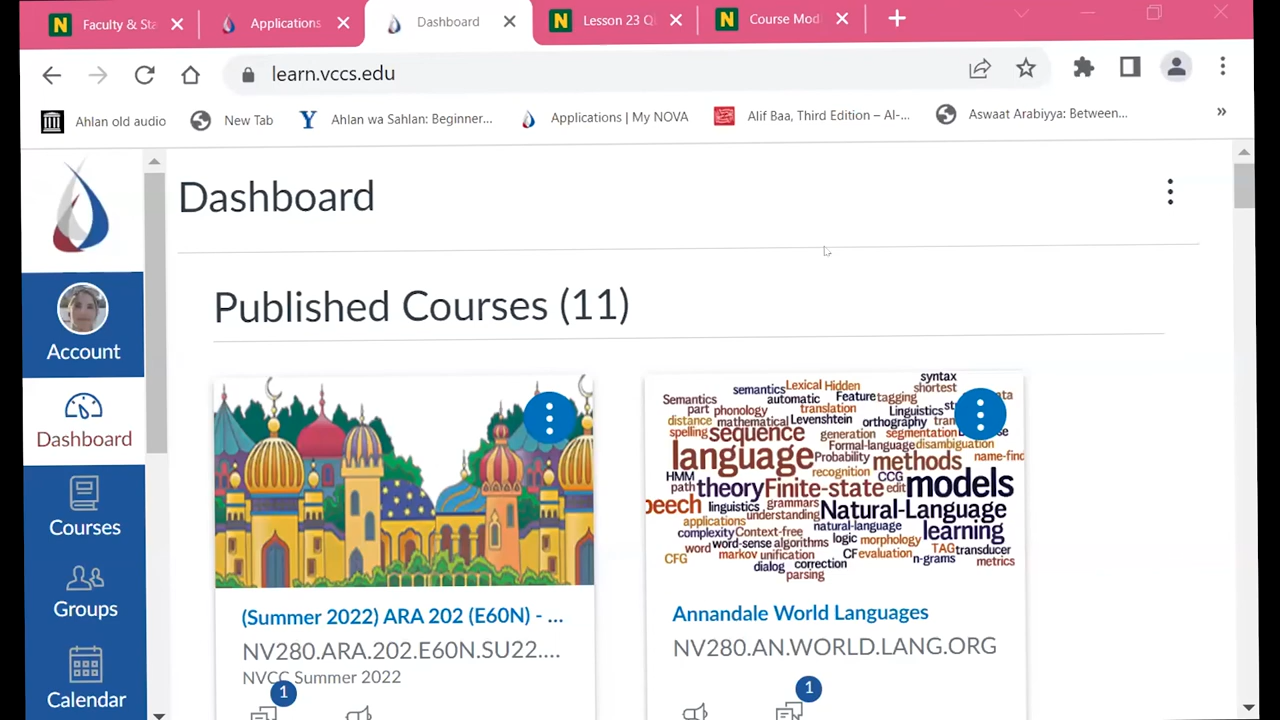 Faculty & Sta
Applications
Dashboard
Lesson 23 Q
Course Mod
learn.vccs.edu
Ahlan old audio
New Tab
Ahlan wa Sahlan: Beginner...
Applications | My NOVA
Alif Baa, Third Edition – Al-...
Aswaat Arabiyya: Between...
»
Dashboard
Published Courses (11)
Account
Dashboard
Courses
Groups
Calendar
syntax
semantics Lexical Hidden shortest
Semantics automatic Feature tagging
part phonology translation Linguistics
distance mathematical Levenshtein orthography
spelling sequence generation segmentation
language Formal-language disambiguation
Probability methods name-find
HMM recognition CCG
path theory Finite-state edit models
peech linguistics grammars Natural-Language
applications understanding
complexity Context-free natural-language learning
word word-sense algorithms logic morphology TAG transducer
CFG markov unification CF evaluation n-grams metrics
dialog correction
parsing
(Summer 2022) ARA 202 (E60N) - ...
NV280.ARA.202.E60N.SU22....
NVCC Summer 2022
1
Annandale World Languages
NV280.AN.WORLD.LANG.ORG
1